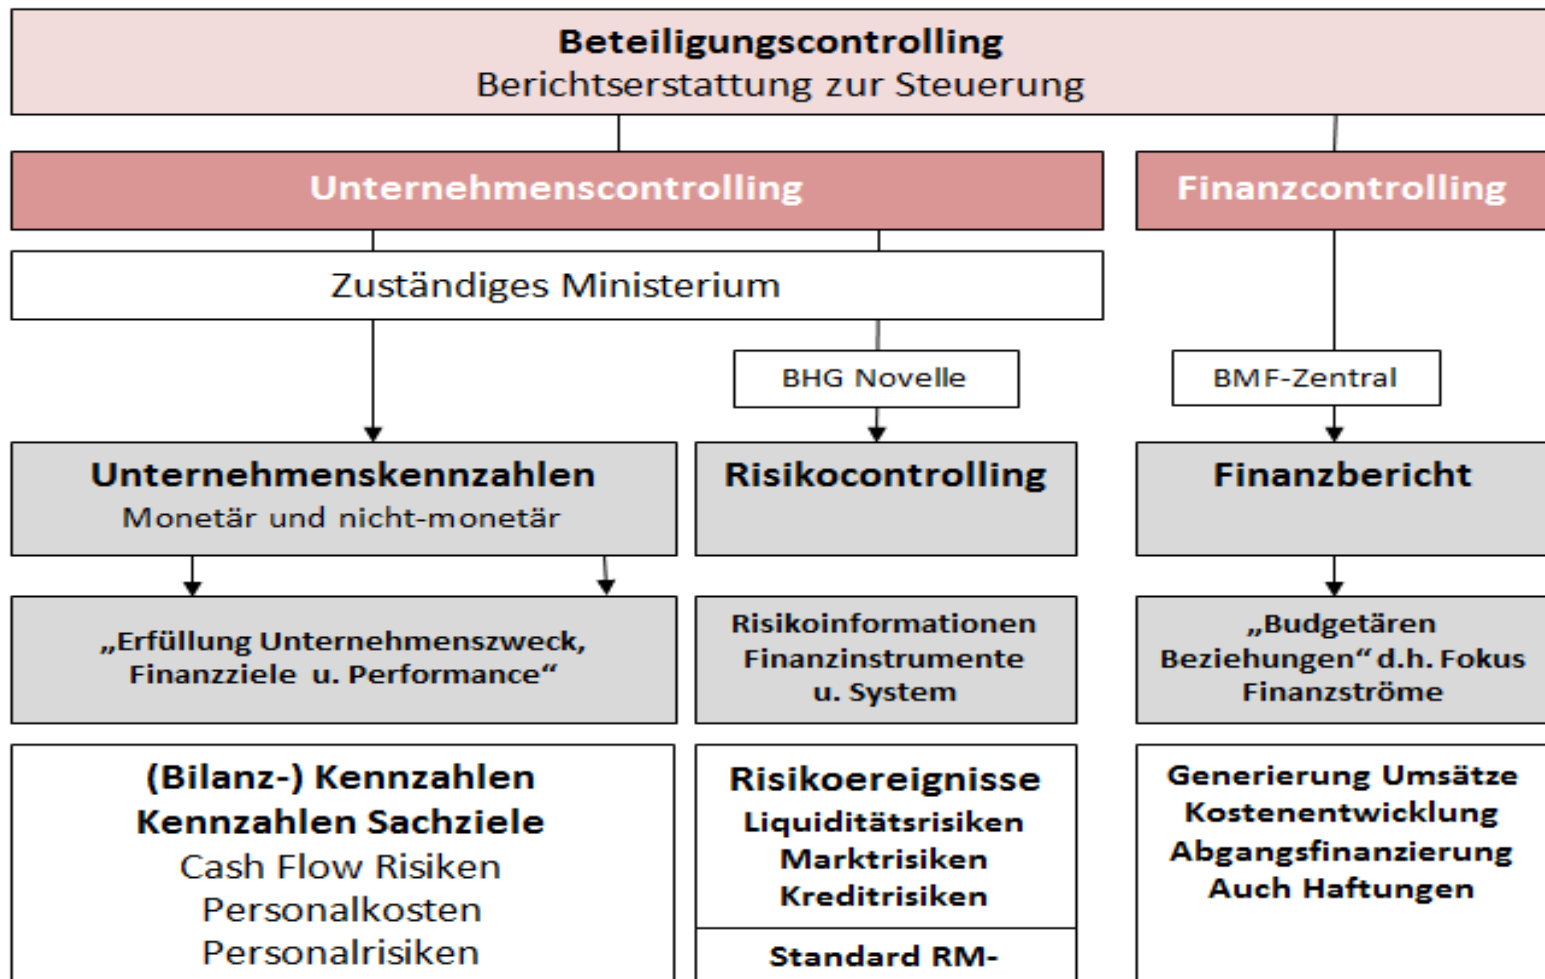 Beteiligungscontrolling
Berichtserstattung zur Steuerung
Unternehmenscontrolling
Finanzcontrolling
Zuständiges Ministerium
BHG Novelle
BMF-Zentral
Unternehmenskennzahlen
Monetär und nicht-monetär
Risikocontrolling
Finanzbericht
„Erfüllung Unternehmenszweck,
Finanzziele u. Performance“
Risikoinformationen
Finanzinstrumente
u. System
„Budgetären
Beziehungen“ d.h. Fokus
Finanzströme
(Bilanz-) Kennzahlen
Kennzahlen Sachziele
Cash Flow Risiken
Personalkosten
Personalrisiken
Risikoereignisse
Liquiditätsrisiken
Marktrisiken
Kreditrisiken
Standard RM-
Generierung Umsätze
Kostenentwicklung
Abgangsfinanzierung
Auch Haftungen